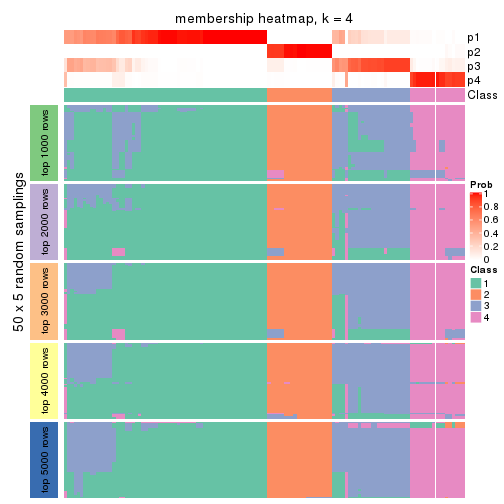 membership heatmap, k = 4
p1
p2
p3
p4
Class
50 x 5 random samplings
top 1000 rows
top 2000 rows
top 3000 rows
top 4000 rows
top 5000 rows
Prob
1
0.8
0.6
0.4
0.2
0
Class
1
2
3
4